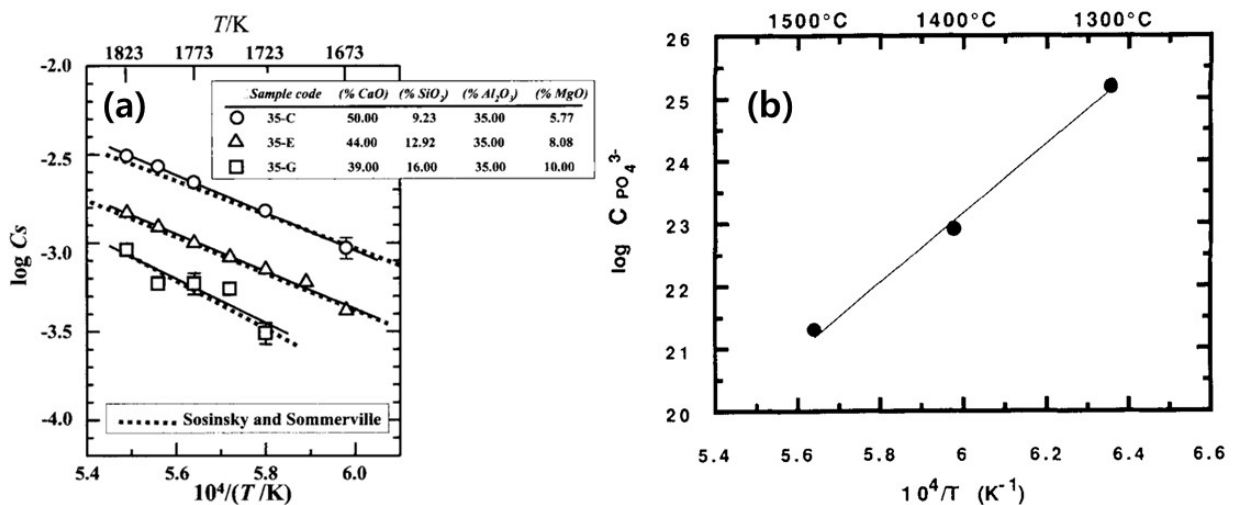 T/K
1823 1773 1723 1673
-2.0
-2.5
-3.0
-3.5
-4.0
log Cs
(a)
Sample code (% CaO) (% SiO₂) (% Al₂O₃) (% MgO)
35-C 50.00 9.23 35.00 5.77
35-E 44.00 12.92 35.00 8.08
35-G 39.00 16.00 35.00 10.00
Sosinsky and Sommerville
5.4 5.6 5.8 6.0
10⁴/(T/K)
1500°C 1400°C 1300°C
26
25
24
23
22
21
20
log C PO₄³⁻
(b)
5.4 5.6 5.8 6 6.2 6.4 6.6
10⁴/T (K⁻¹)